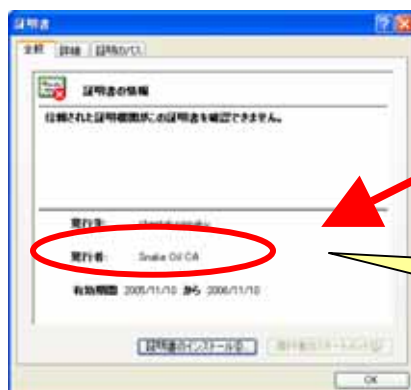 証明書
全般 詳細 証明のパス
証明書の情報
信頼された証明機関がこの証明書を確認できません。
発行先:
発行者: Snake Oil CA
有効期間 2005/11/10 から 2006/11/10
証明書のインストール(I)...
OK